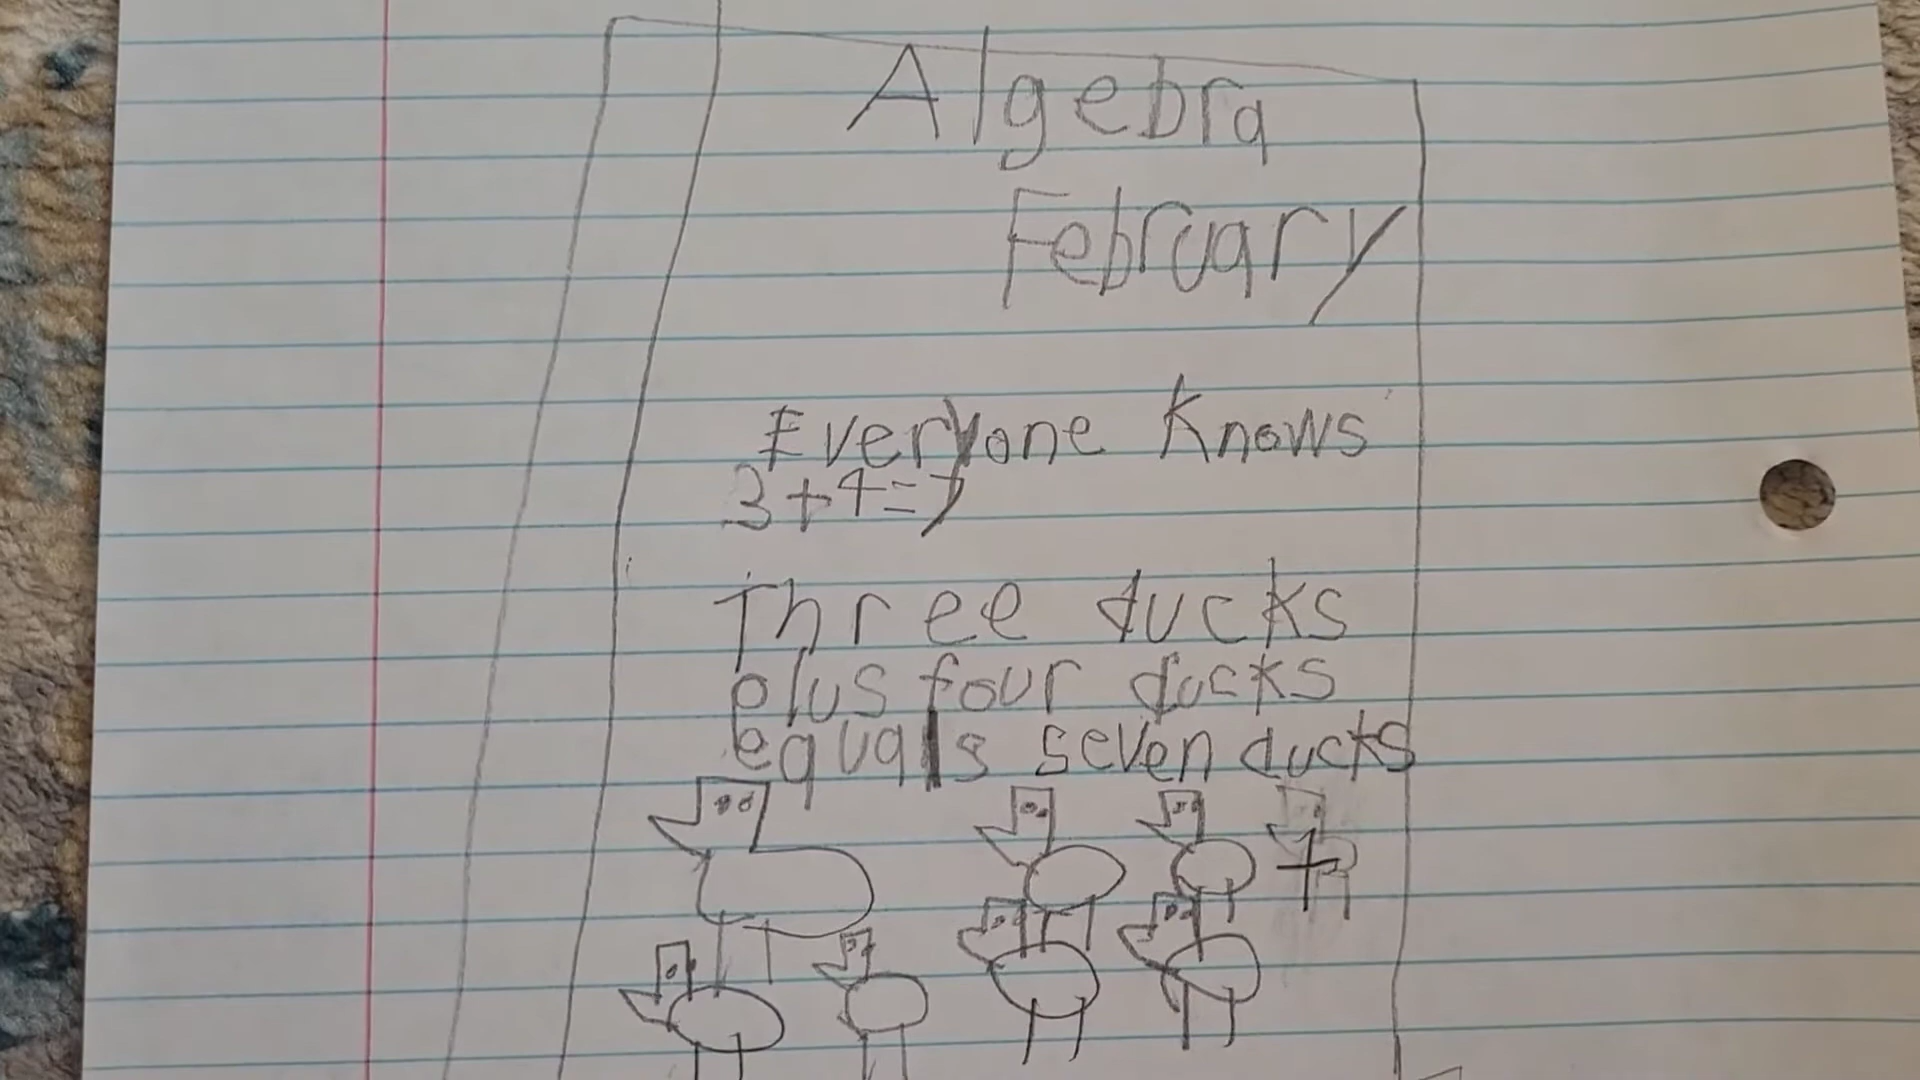 Algebra
February
Everyone Knows
3+4=7
Three ducks
plus four ducks
equals seven ducks
+